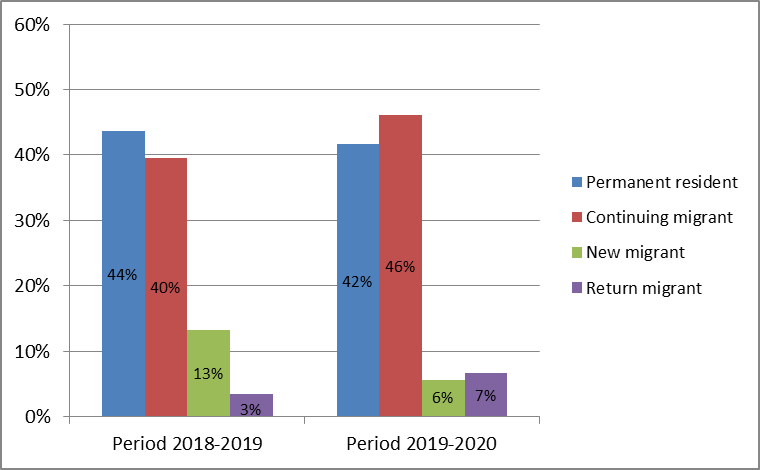 60%
50%
40%
30%
20%
10%
0%
44%
40%
13%
3%
42%
46%
6%
7%
Period 2018-2019
Period 2019-2020
Permanent resident
Continuing migrant
New migrant
Return migrant